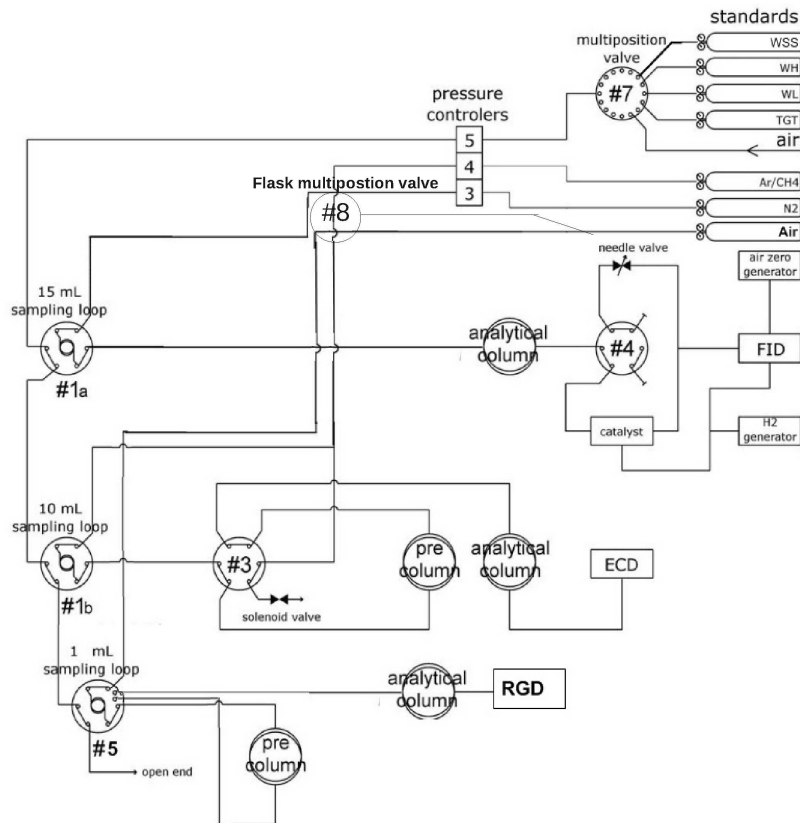 standards
multiposition
valve
WSS
WH
#7
WL
pressure
controlers
TGT
air
5
4
Flask multipostion valve
3
Ar/CH4
N2
#8
Air
needle valve
air zero
generator
15 mL
sampling loop
analytical
column
#4
FID
#1a
catalyst
H2
generator
10 mL
sampling loop
#3
pre
column
analytical
column
ECD
#1b
solenoid valve
1 mL
sampling loop
analytical
column
RGD
#5
pre
column
open end